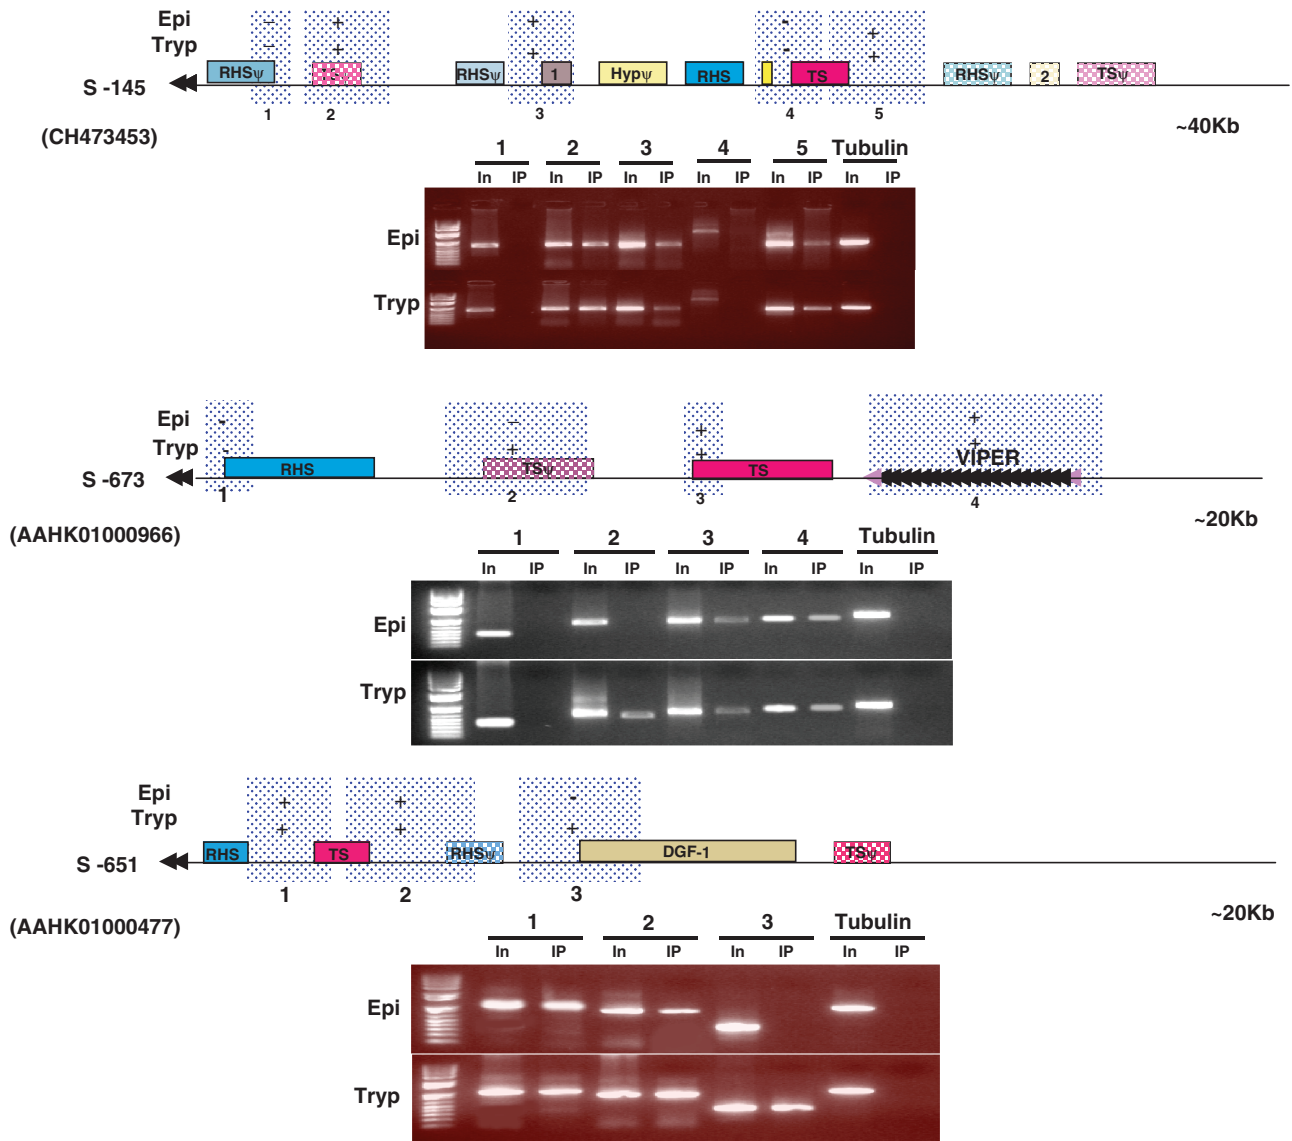 Epi – + + - +
Tryp – + + - +
S -145 RHSψ TSψ RHSψ 1 Hypψ RHS TS RHSψ 2 TSψ
1 2 3 4 5
(CH473453) ~40Kb
1 2 3 4 5 Tubulin
In IP In IP In IP In IP In IP In IP
Epi
Tryp
Epi - – + +
Tryp - + + +
VIPER
S -673 RHS TSψ TS
1 2 3 4
(AAHK01000966) ~20Kb
1 2 3 4 Tubulin
In IP In IP In IP In IP In IP
Epi
Tryp
Epi + + -
Tryp + + +
S -651 RHS TS RHSψ DGF-1 TSψ
1 2 3
(AAHK01000477) ~20Kb
1 2 3 Tubulin
In IP In IP In IP In IP
Epi
Tryp